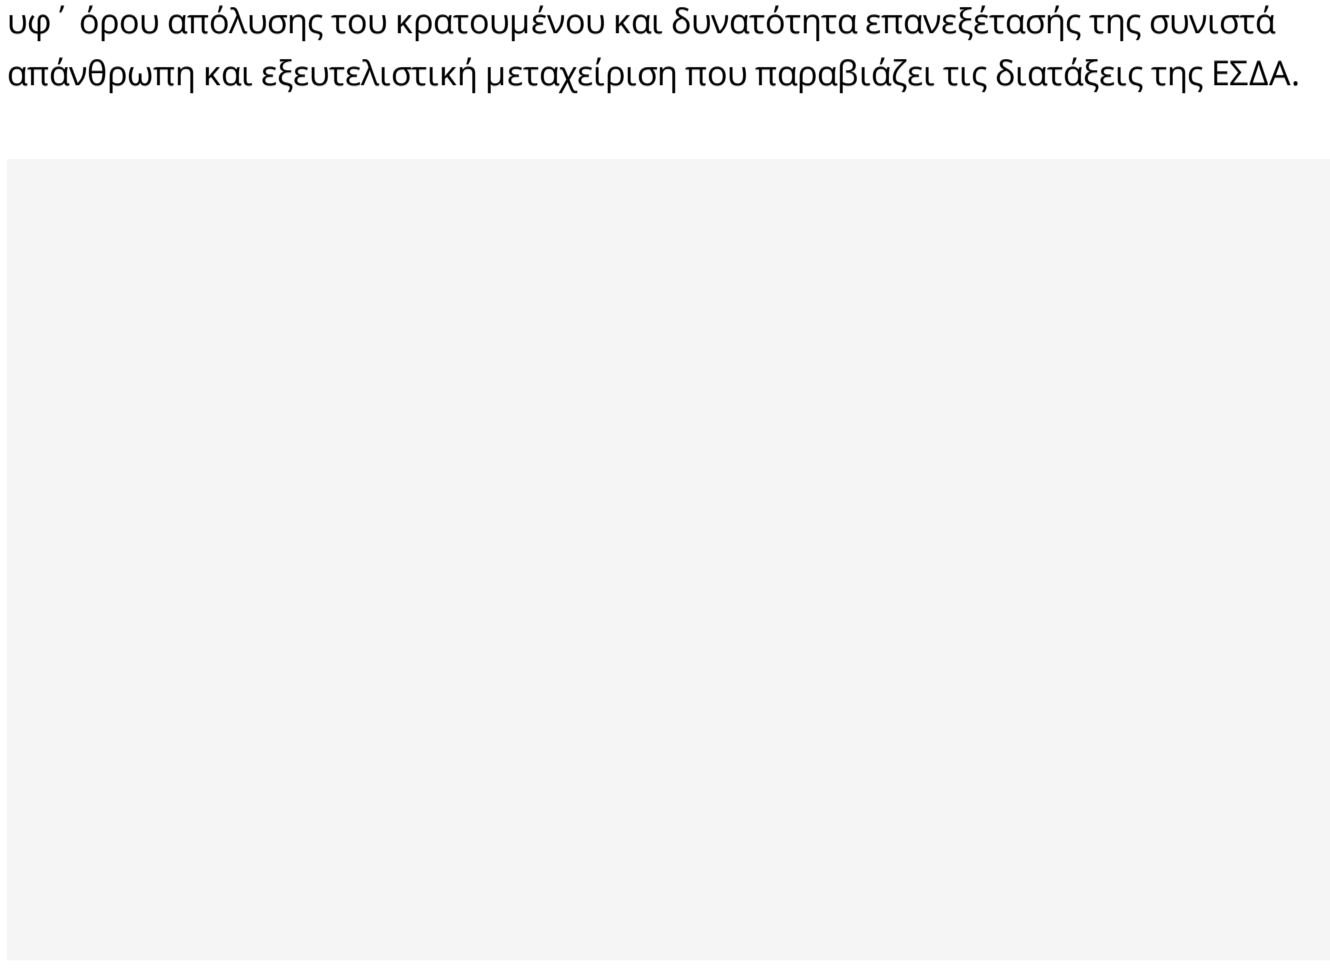 υφ΄ όρου απόλυσης του κρατουμένου και δυνατότητα επανεξέτασής της συνιστά
απάνθρωπη και εξευτελιστική μεταχείριση που παραβιάζει τις διατάξεις της ΕΣΔΑ.